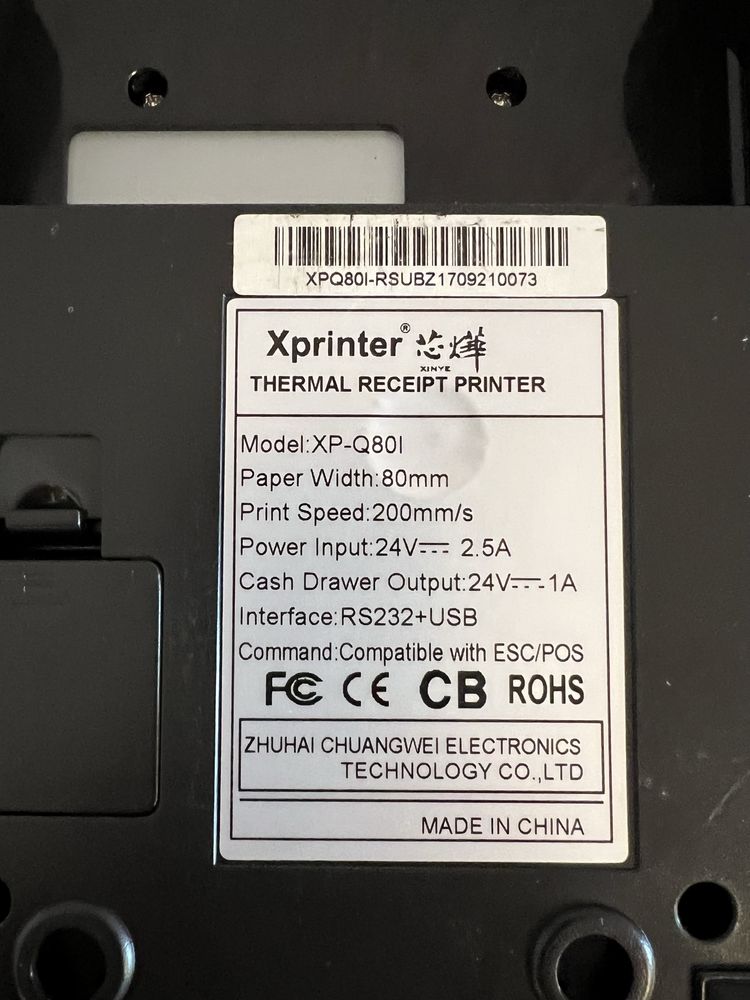 XPQ80I-RSUBZ1709210073
Xprinter® 芯烨
XINYE
THERMAL RECEIPT PRINTER
Model:XP-Q80I
Paper Width:80mm
Print Speed:200mm/s
Power Input:24V⎓ 2.5A
Cash Drawer Output:24V⎓1A
Interface:RS232+USB
Command:Compatible with ESC/POS
FC CE CB ROHS
ZHUHAI CHUANGWEI ELECTRONICS
TECHNOLOGY CO.,LTD
MADE IN CHINA